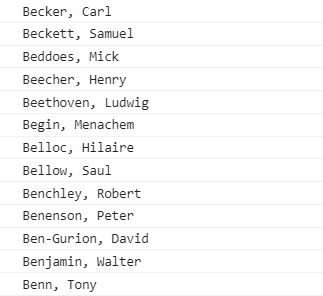 Becker, Carl
Beckett, Samuel
Beddoes, Mick
Beecher, Henry
Beethoven, Ludwig
Begin, Menachem
Belloc, Hilaire
Bellow, Saul
Benchley, Robert
Benenson, Peter
Ben-Gurion, David
Benjamin, Walter
Benn, Tony